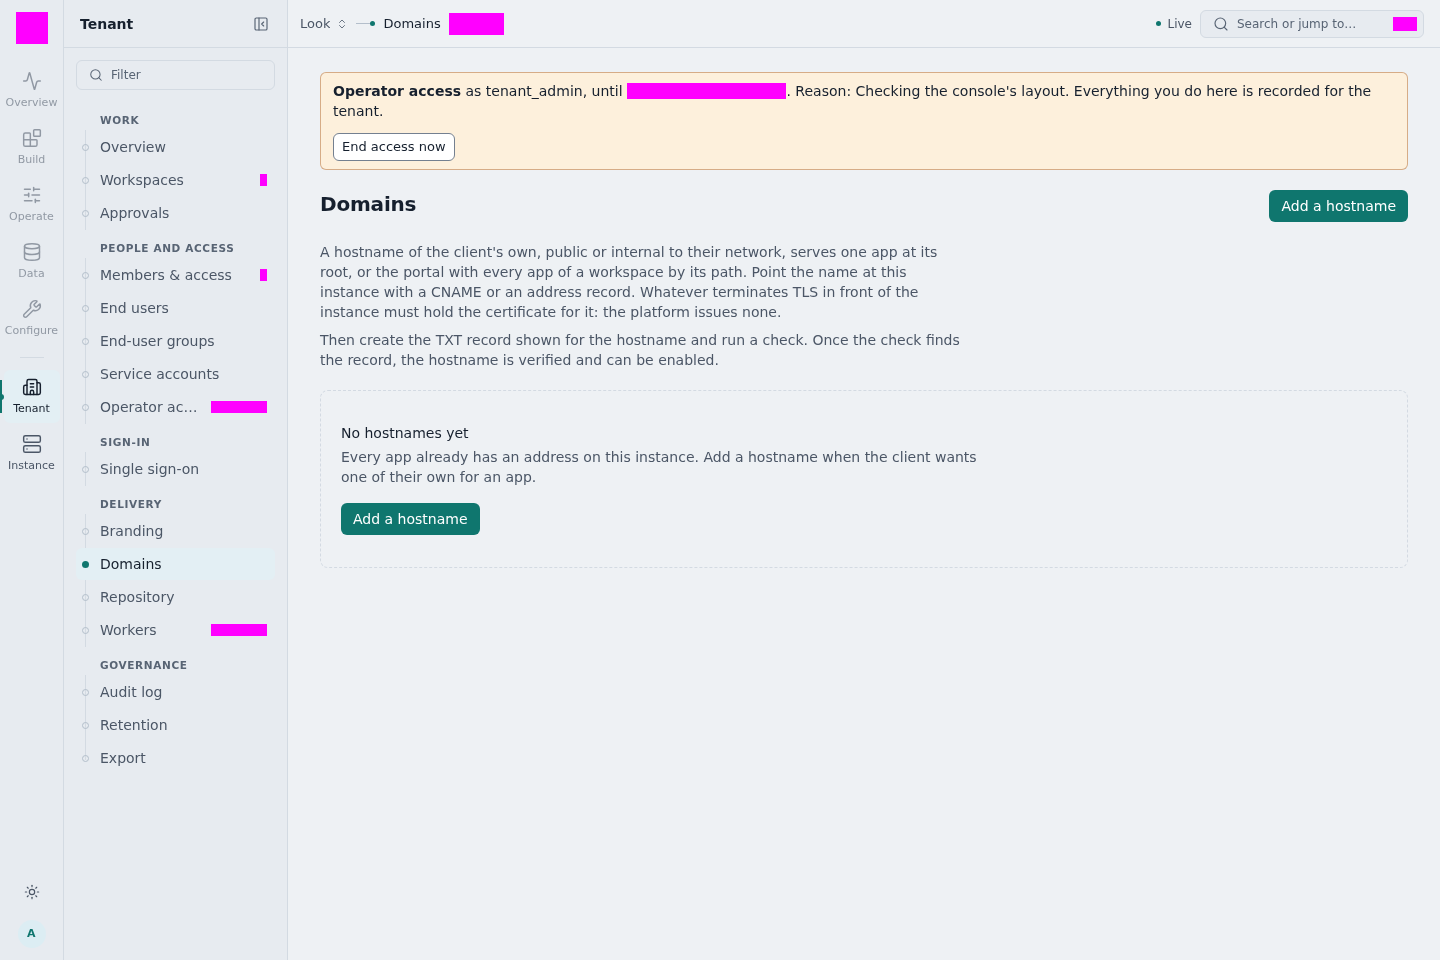 Tenant
Look
Domains
Live
Search or jump to...
Overview
Build
Operate
Data
Configure
Tenant
Instance
A
Filter
WORK
Overview
Workspaces
Approvals
PEOPLE AND ACCESS
Members & access
End users
End-user groups
Service accounts
Operator ac...
SIGN-IN
Single sign-on
DELIVERY
Branding
Domains
Repository
Workers
GOVERNANCE
Audit log
Retention
Export
Operator access as tenant_admin, until . Reason: Checking the console's layout. Everything you do here is recorded for the
tenant.
End access now
Domains
Add a hostname
A hostname of the client's own, public or internal to their network, serves one app at its
root, or the portal with every app of a workspace by its path. Point the name at this
instance with a CNAME or an address record. Whatever terminates TLS in front of the
instance must hold the certificate for it: the platform issues none.
Then create the TXT record shown for the hostname and run a check. Once the check finds
the record, the hostname is verified and can be enabled.
No hostnames yet
Every app already has an address on this instance. Add a hostname when the client wants
one of their own for an app.
Add a hostname